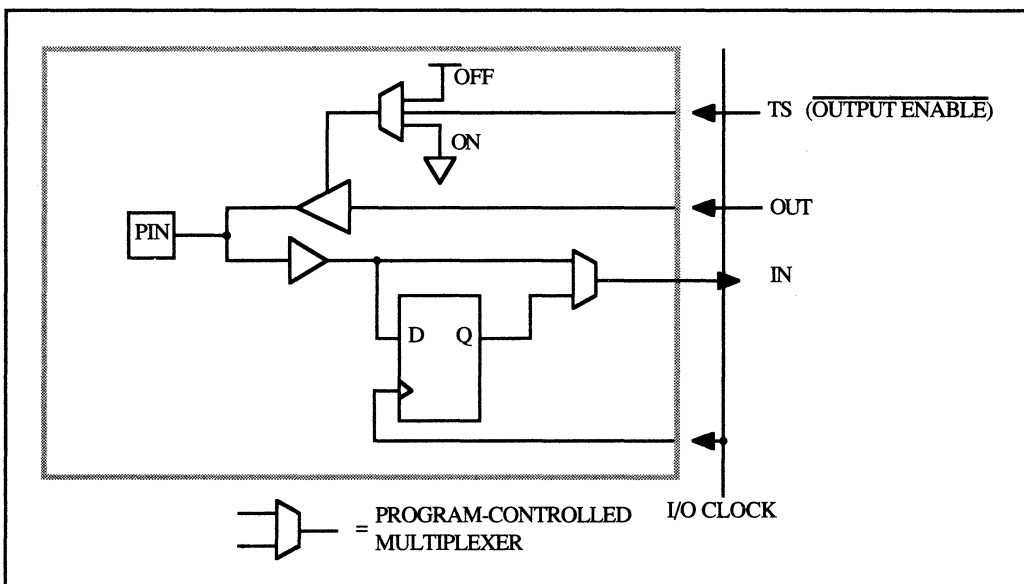 OFF
TS (OUTPUT ENABLE)
ON
OUT
PIN
IN
D Q
I/O CLOCK
= PROGRAM-CONTROLLED
MULTIPLEXER